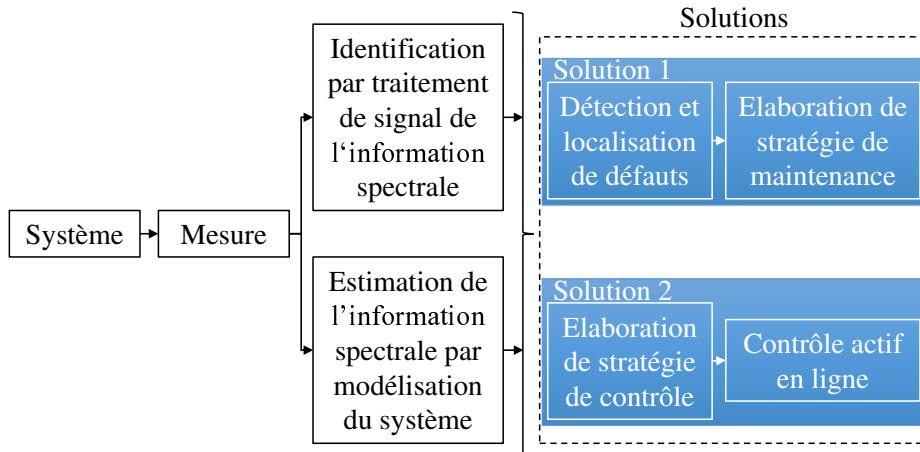 Solutions
Identification
par traitement
de signal de
l‘information
spectrale
Solution 1
Détection et
localisation
de défauts
Elaboration de
stratégie de
maintenance
Système
Mesure
Estimation de
l’information
spectrale par
modélisation
du système
Solution 2
Elaboration
de stratégie
de contrôle
Contrôle actif
en ligne